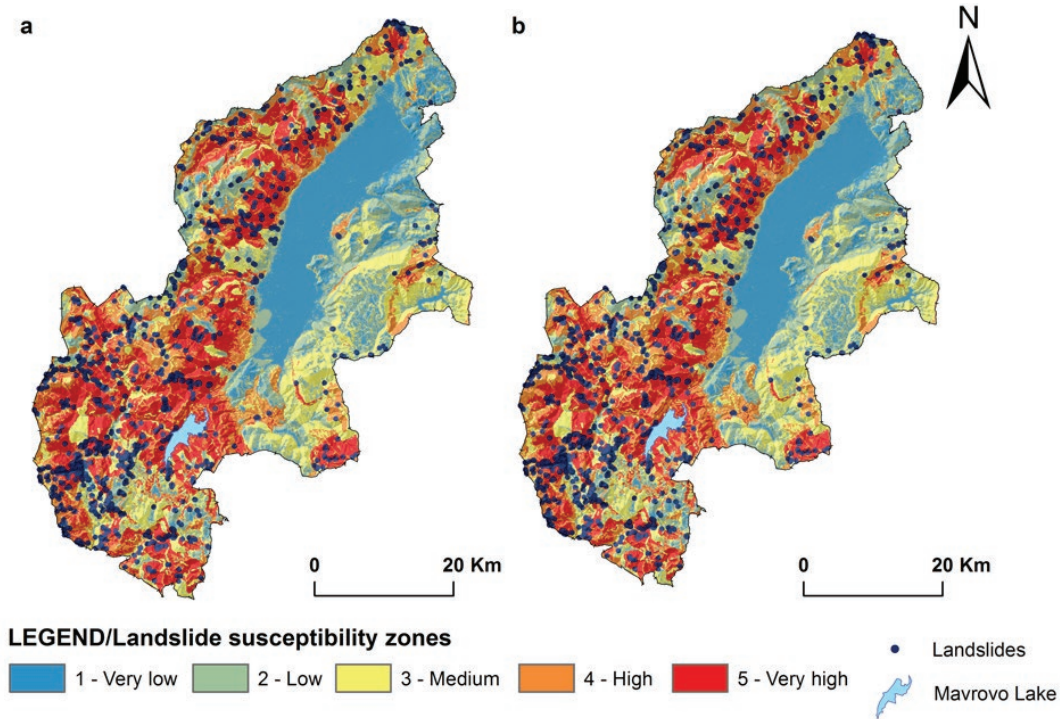 a
b
N
0 20 Km
0 20 Km
LEGEND/Landslide susceptibility zones
1 - Very low
2 - Low
3 - Medium
4 - High
5 - Very high
Landslides
Mavrovo Lake